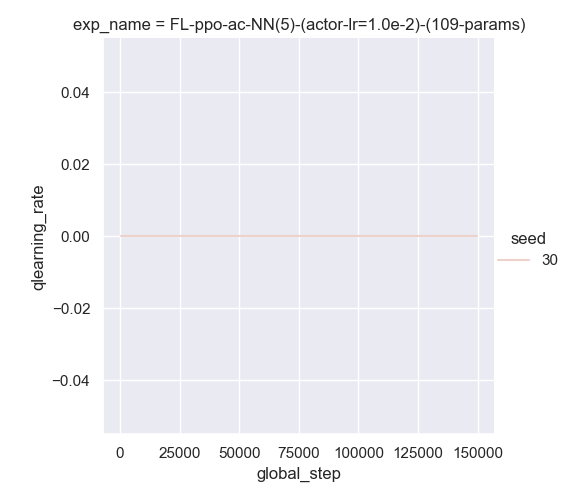 exp_name = FL-ppo-ac-NN(5)-(actor-lr=1.0e-2)-(109-params)
0.04
0.02
0.00
−0.02
−0.04
qlearning_rate
0 25000 50000 75000 100000 125000 150000
global_step
seed
30